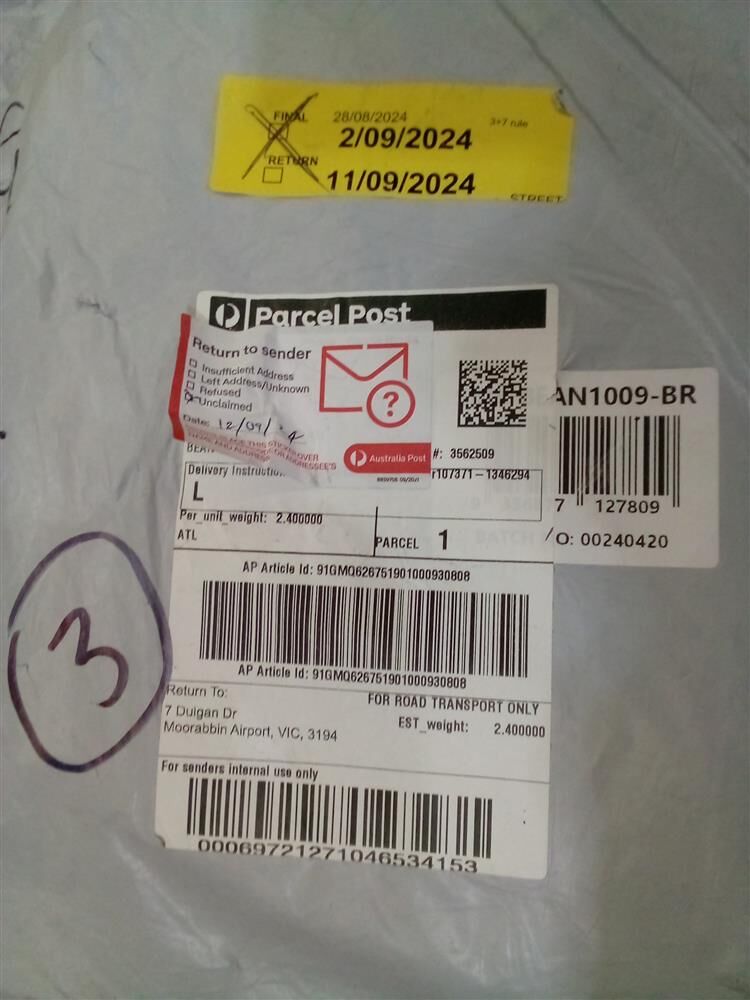 FINAL 28/08/2024 3+7 rule
2/09/2024
RETURN
11/09/2024
STREET
Parcel Post
Return to sender
Insufficient Address
Left Address/Unknown
Refused
Unclaimed
Date: 12/09/
Australia Post
?
EAN1009-BR
7 127809
O: 00240420
#: 3562509
r107371-1346294
Delivery
L
Per_unit_weight: 2.400000
ATL
PARCEL 1
AP Article Id: 91GMQ626751901000930808
AP Article Id: 91GMQ626751901000930808
Return To:
FOR ROAD TRANSPORT ONLY
7 Duigan Dr
Moorabbin Airport, VIC, 3194
EST_weight: 2.400000
For senders internal use only
00069721271046534153
3